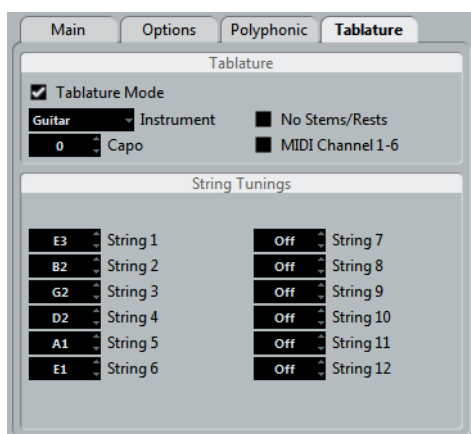 Main Options Polyphonic Tablature
Tablature
Tablature Mode
Guitar Instrument No Stems/Rests
0 Capo MIDI Channel 1-6
String Tunings
E3 String 1 Off String 7
B2 String 2 Off String 8
G2 String 3 Off String 9
D2 String 4 Off String 10
A1 String 5 Off String 11
E1 String 6 Off String 12